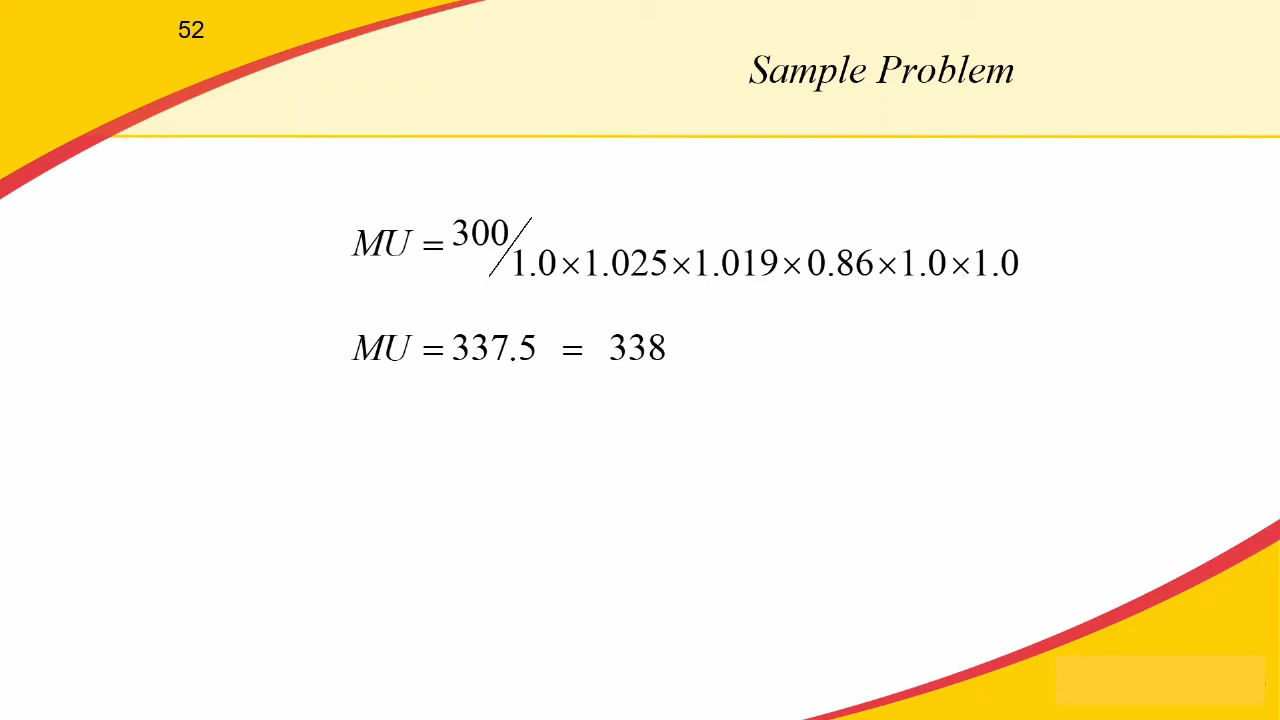 52
Sample Problem
MU = 300/1.0×1.025×1.019×0.86×1.0×1.0
MU = 337.5 = 338